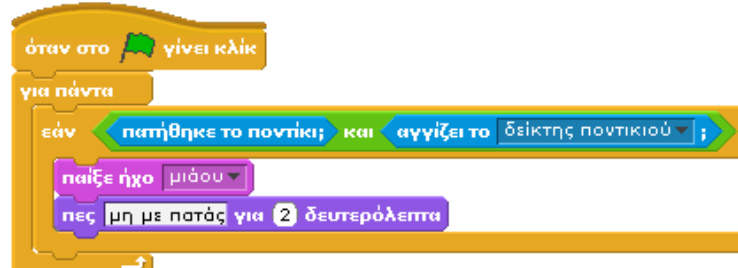 όταν στο γίνει κλίκ
για πάντα
εάν πατήθηκε το ποντίκι; και αγγίζει το δείκτης ποντικιού ;
παίξε ήχο μιάου
πες μη με πατάς για 2 δευτερόλεπτα